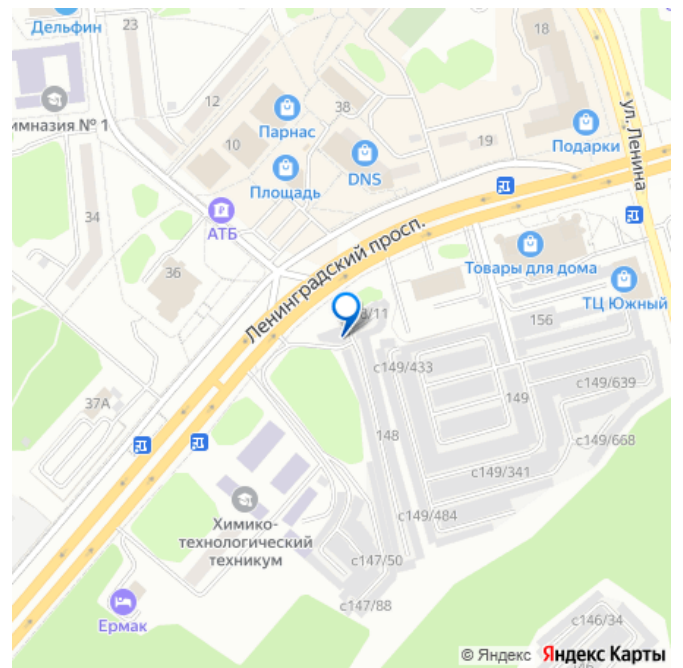 Дельфин
23
18
12
38
Парнас
10
имназия № 1
19
Подарки
ул. Ленина
DNS
Площадь
34
АТБ
Ленинградский просп.
36
Товары для дома
ТЦ Южный
3/11
156
с149/433
с149/639
37А
149
148
с149/668
с149/341
Химико-
технологический
техникум
с149/484
с147/50
Ермак
с147/88
с146/34
© Яндекс Яндекс Карты